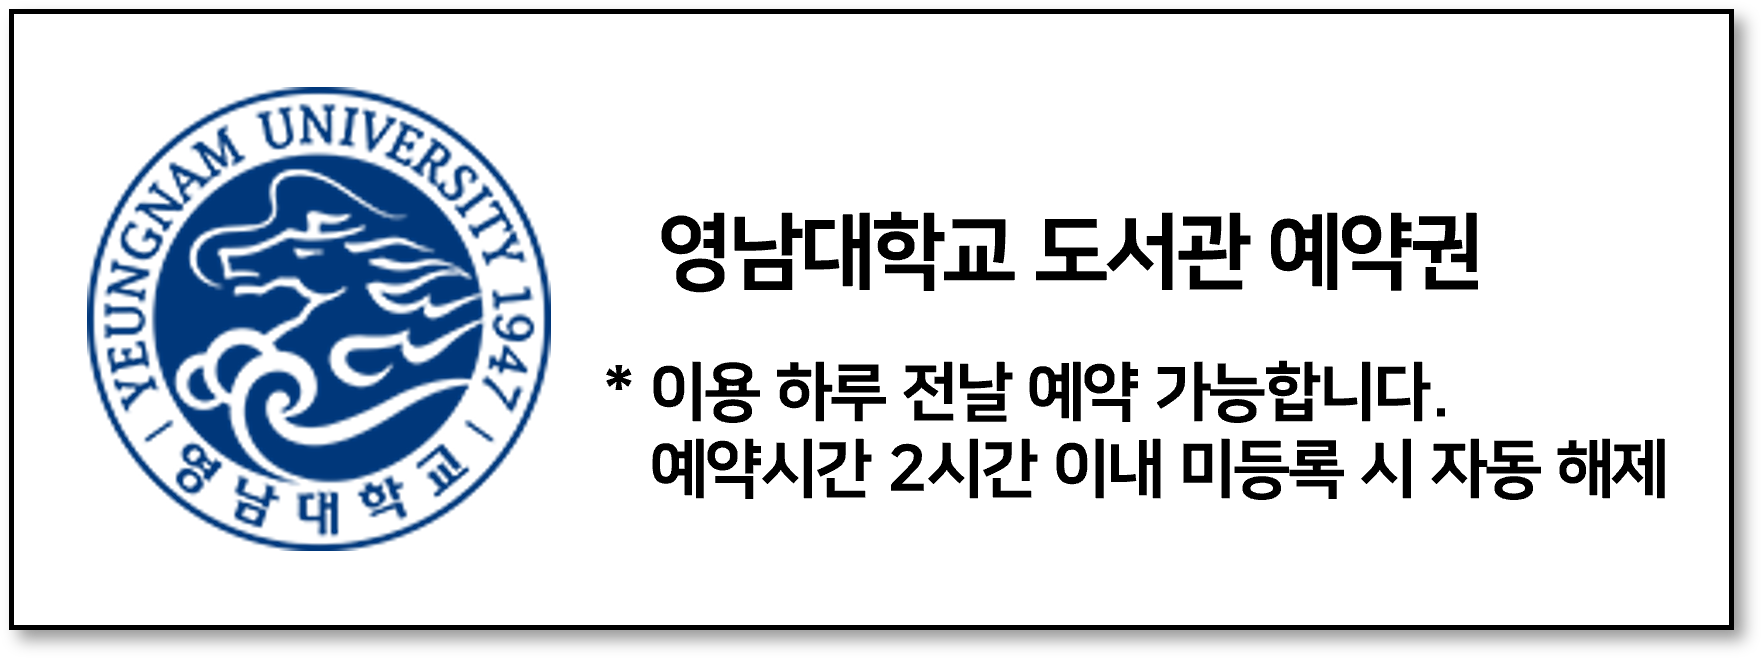 YEUNGNAM UNIVERSITY 1947
영남대학교
영남대학교 도서관 예약권
* 이용 하루 전날 예약 가능합니다.
예약시간 2시간 이내 미등록 시 자동 해제